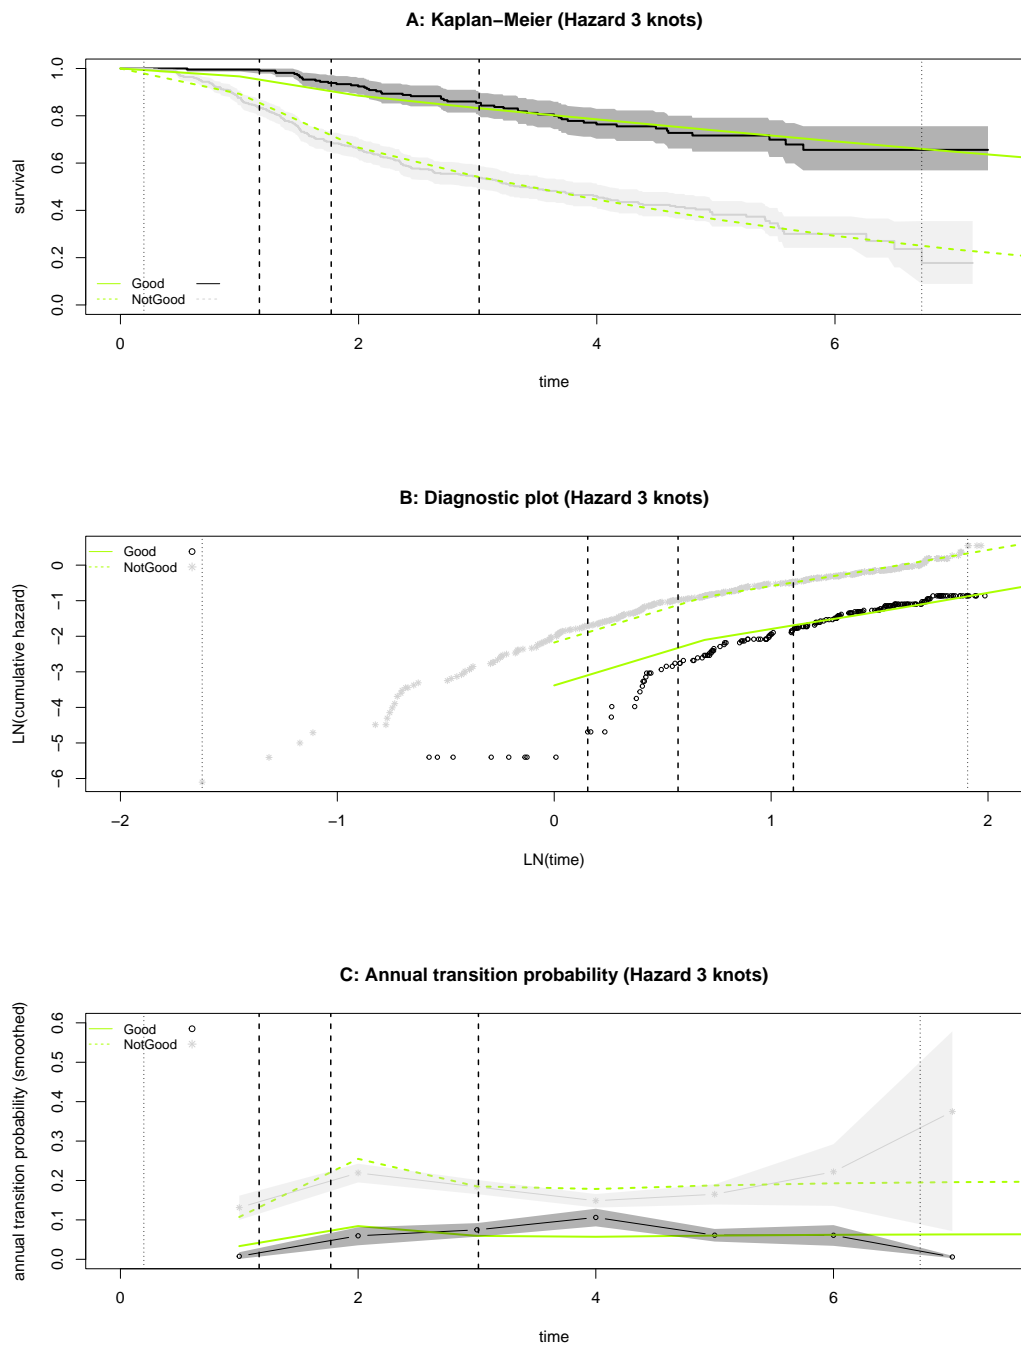 A: Kaplan−Meier (Hazard 3 knots)
survival
1.0
0.8
0.6
0.4
0.2
0.0
Good
NotGood
0 2 4 6
time
B: Diagnostic plot (Hazard 3 knots)
LN(cumulative hazard)
0
−1
−2
−3
−4
−5
−6
Good
NotGood
−2 −1 0 1 2
LN(time)
C: Annual transition probability (Hazard 3 knots)
annual transition probability (smoothed)
0.6
0.5
0.4
0.3
0.2
0.1
0.0
Good
NotGood
0 2 4 6
time